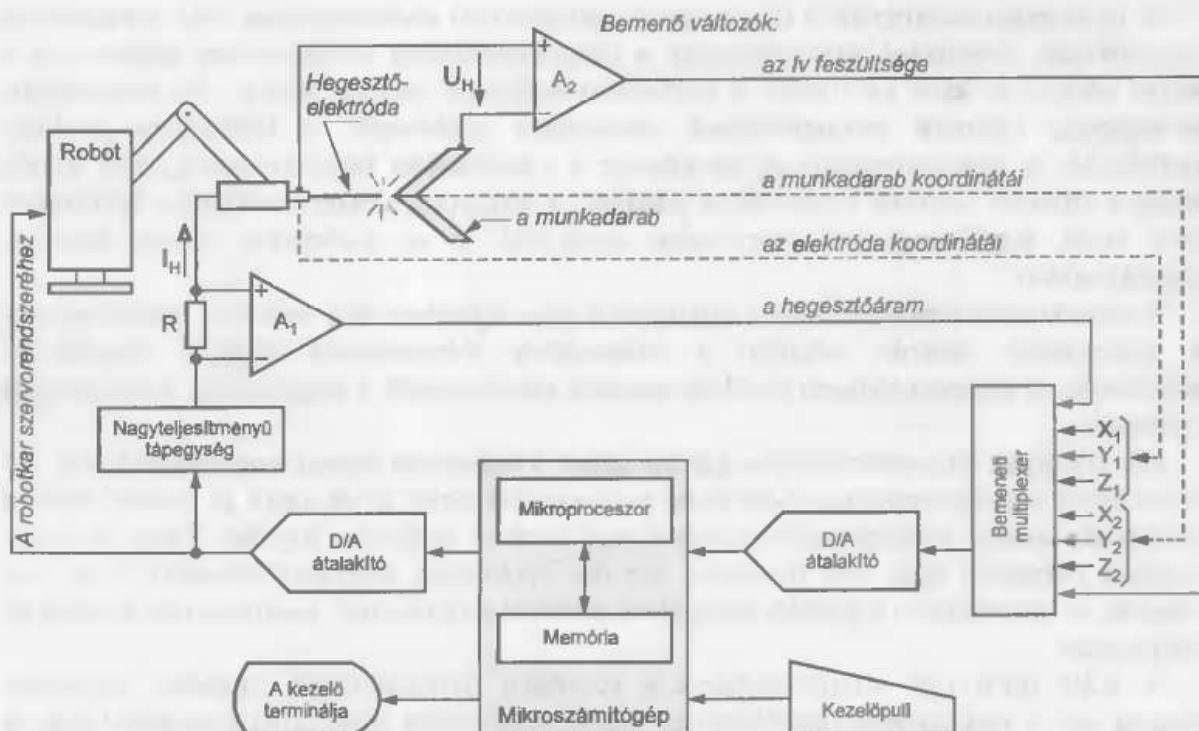 Bemenő változók:
Hegesztő-
elektróda
U_H
+
A_2
az ív feszültsége
Robot
a munkadarab koordinátái
a munkadarab
az elektróda koordinátái
A robotkar szervorendszeréhez
I_H
R
+
A_1
a hegesztőáram
Nagyteljesítményű
tápegység
Bemeneti
multiplexer
X_1
Y_1
Z_1
X_2
Y_2
Z_2
Mikroprocesszor
D/A
átalakító
D/A
átalakító
Memória
A kezelő
terminálja
Mikroszámítógép
Kezelőpult